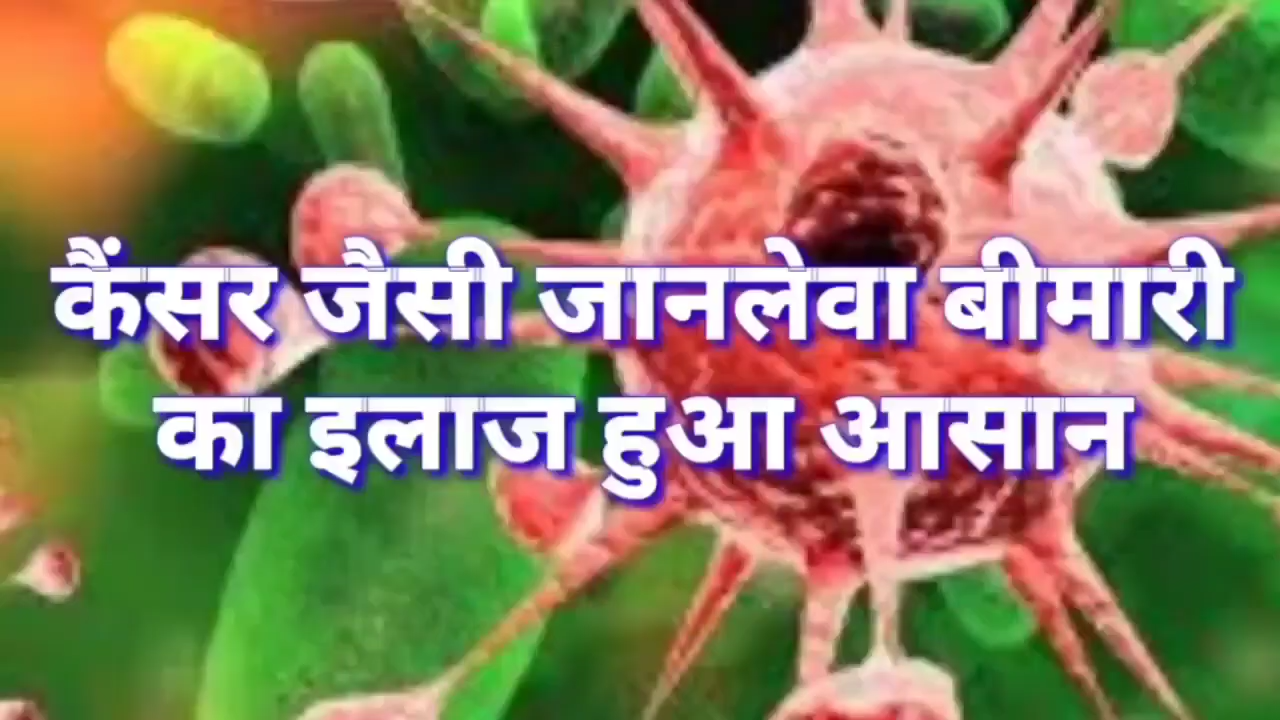 कैंसर जैसी जानलेवा बीमारी
का इलाज हुआ आसान